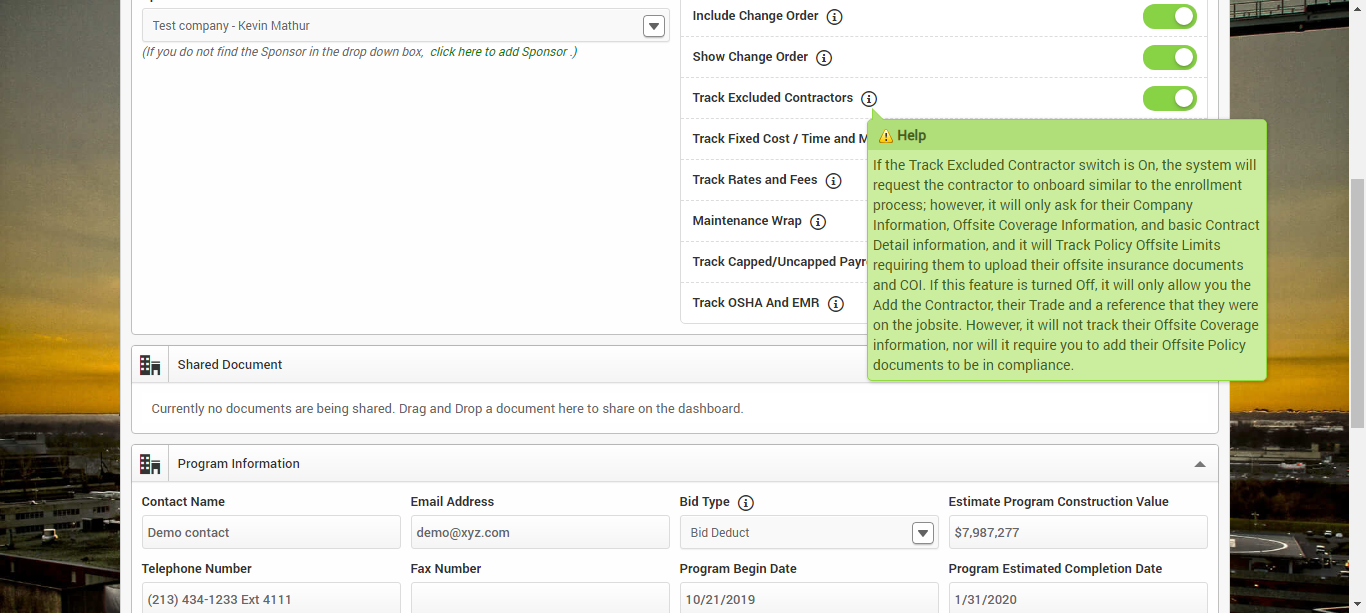 Test company - Kevin Mathur
(If you do not find the Sponsor in the drop down box, click here to add Sponsor .)
Include Change Order
Show Change Order
Track Excluded Contractors
Track Fixed Cost / Time and M
Track Rates and Fees
Maintenance Wrap
Track Capped/Uncapped Payr
Track OSHA And EMR
Help
If the Track Excluded Contractor switch is On, the system will
request the contractor to onboard similar to the enrollment
process; however, it will only ask for their Company
Information, Offsite Coverage Information, and basic Contract
Detail information, and it will Track Policy Offsite Limits
requiring them to upload their offsite insurance documents
and COI. If this feature is turned Off, it will only allow you the
Add the Contractor, their Trade and a reference that they were
on the jobsite. However, it will not track their Offsite Coverage
information, nor will it require you to add their Offsite Policy
documents to be in compliance.
Shared Document
Currently no documents are being shared. Drag and Drop a document here to share on the dashboard.
Program Information
Contact Name
Email Address
Bid Type
Estimate Program Construction Value
Demo contact
demo@xyz.com
Bid Deduct
$7,987,277
Telephone Number
Fax Number
Program Begin Date
Program Estimated Completion Date
(213) 434-1233 Ext 4111
10/21/2019
1/31/2020